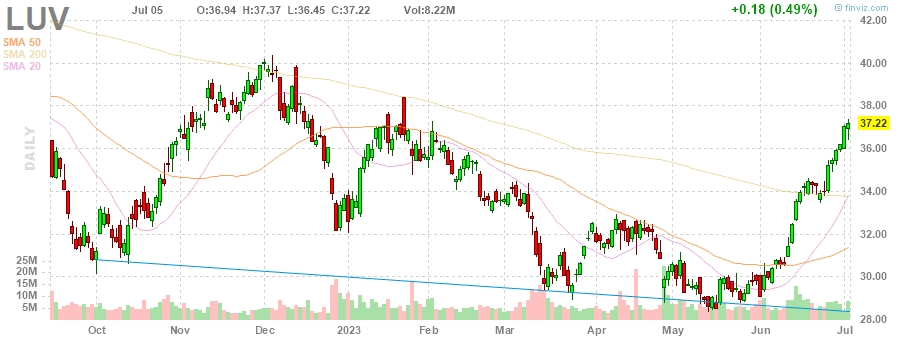 LUV Jul 05 O:36.94 H:37.37 L:36.45 C:37.22 Vol:8.22M +0.18 (0.49%) © finviz.com
SMA 50
SMA 200
SMA 20
DAILY
42.00
40.00
38.00
37.22
36.00
34.00
32.00
30.00
28.00
25M
20M
15M
10M
5M
Oct Nov Dec 2023 Feb Mar Apr May Jun Jul